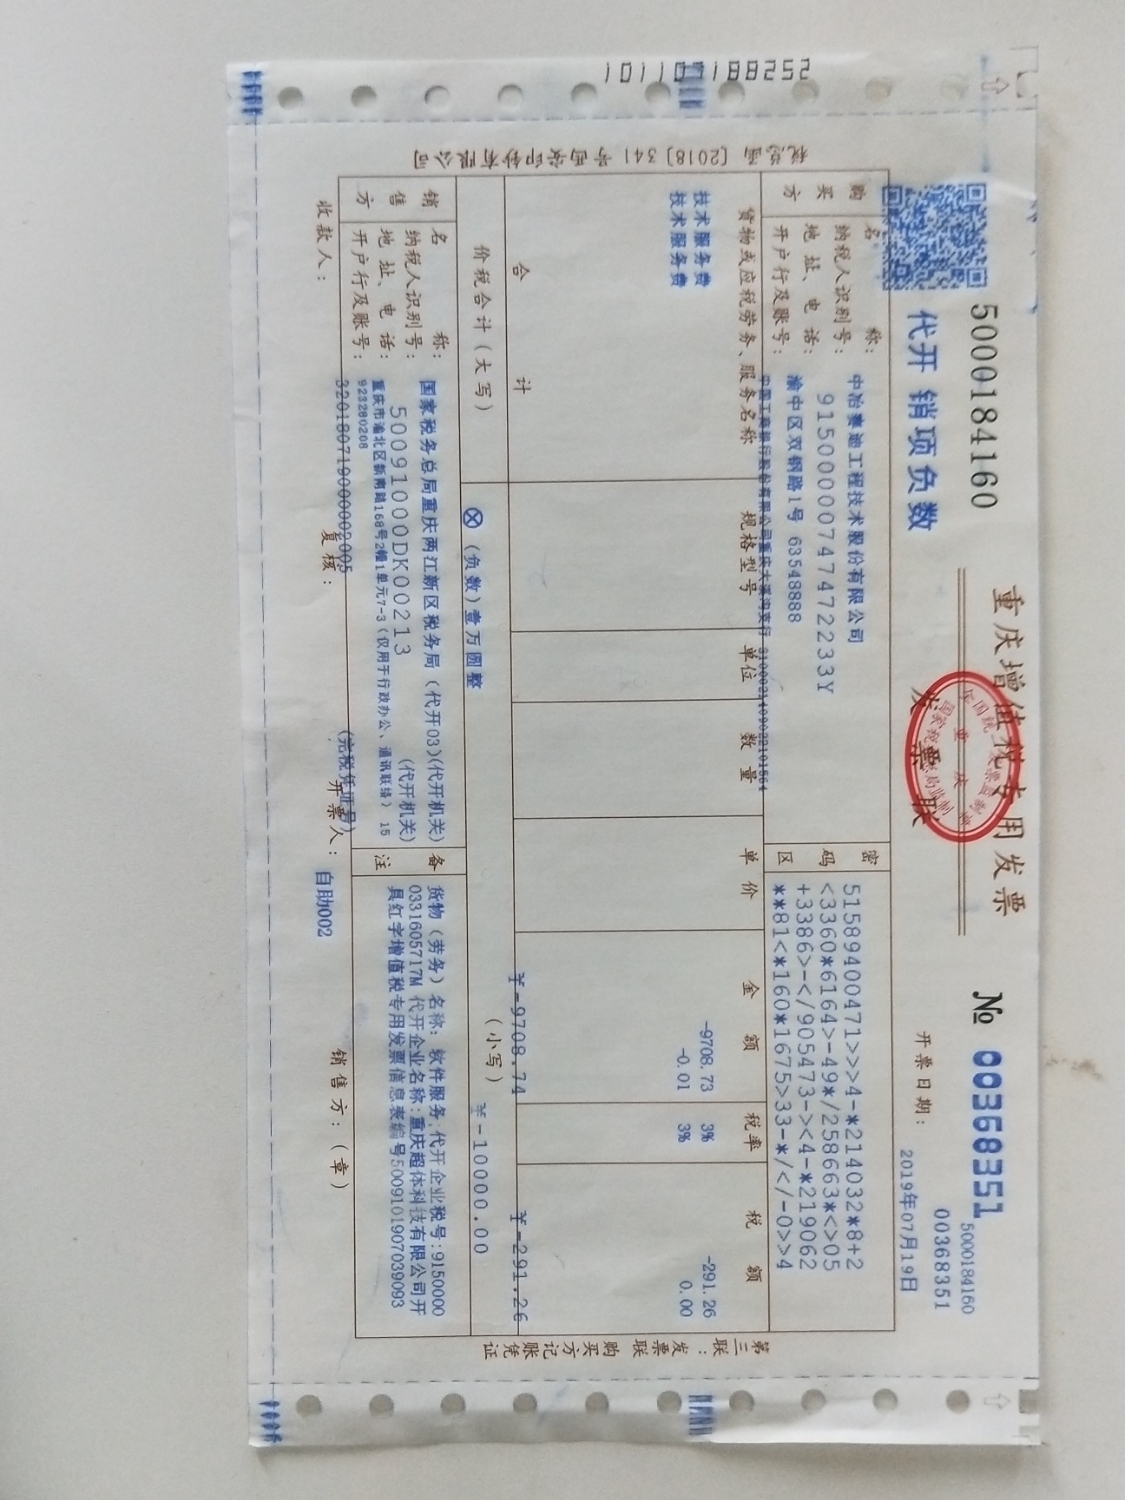 重庆增值税专用发票
5000184160
№ 00368351
5000184160
00368351
代开 销项负数
全国统一发票监制章
重庆
国家税务总局监制
发票联
开票日期: 2019年07月19日
购买方
名称: 中冶赛迪工程技术股份有限公司
纳税人识别号: 91500000747472233Y
地址、电话: 渝中区双钢路1号 63548888
开户行及账号: 中国工商银行股份有限公司重庆大溪沟支行 3100021409022101564
密码区
51589400471>>>4-*214032*8+2
<3360*6164>-49*/258663*<>05
+3386>-</905473-><4-*219062
**81<*160*1675>33-*/</-0>>4
货物或应税劳务、服务名称 规格型号 单位 数量 单价 金额 税率 税额
技术服务费 -9708.73 3% -291.26
技术服务费 -0.01 3% 0.00
合计 ¥-9708.74 ¥-291.26
价税合计(大写) ⊗ (负数)壹万圆整 (小写) ¥-10000.00
销售方
名称: 国家税务总局重庆两江新区税务局(代开03)(代开机关)
纳税人识别号: 50091000DK00213 (代开机关)
地址、电话: 重庆市渝北区新南路168号2幢1单元7-3(仅用于行政办公、通讯联络) 15
923280208
开户行及账号: 320180719000002005 (完税凭证号)
备注
货物(劳务)名称: 软件服务;代开企业税号:9150000
0331605717M 代开企业名称:重庆超体科技有限公司开
具红字增值税专用发票信息表编号5009101907039093
收款人: 复核: 开票人: 自助002 销售方:(章)
税总函〔2018〕341号西安印钞有限公司
第三联:发票联 购买方记账凭证